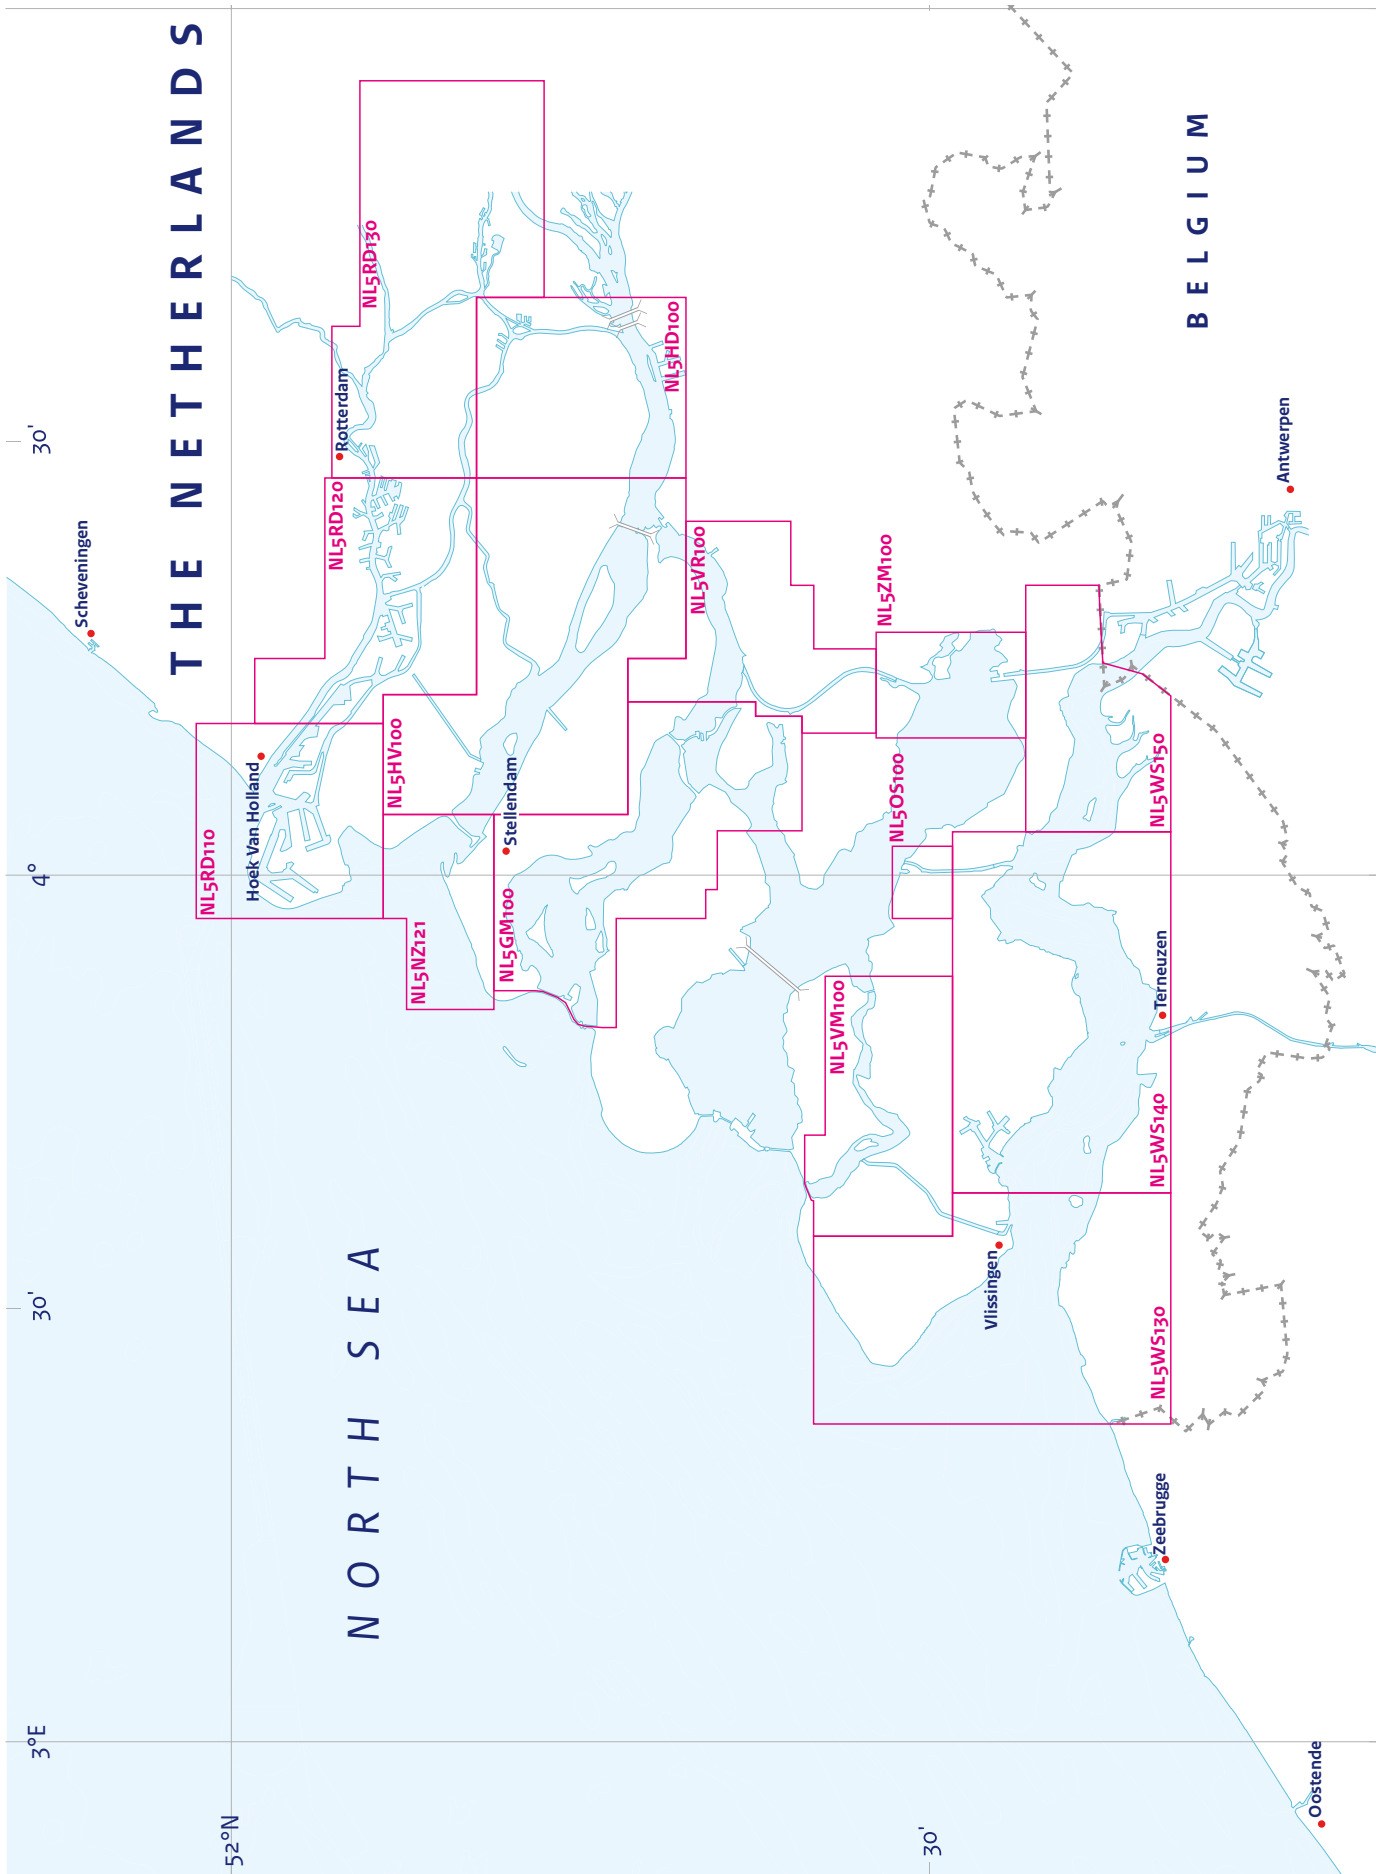 30'
4°
30'
3°E
52°N
30'
THE NETHERLANDS
BELGIUM
NORTH SEA
Scheveningen
Rotterdam
Hoek Van Holland
Stellendam
Antwerpen
Terneuzen
Vlissingen
Zeebrugge
Oostende
NL5RD110
NL5RD120
NL5RD130
NL5HV100
NL5HD100
NL5NZ121
NL5GM100
NL5VR100
NL5ZM100
NL5OS100
NL5VM100
NL5WS150
NL5WS140
NL5WS130